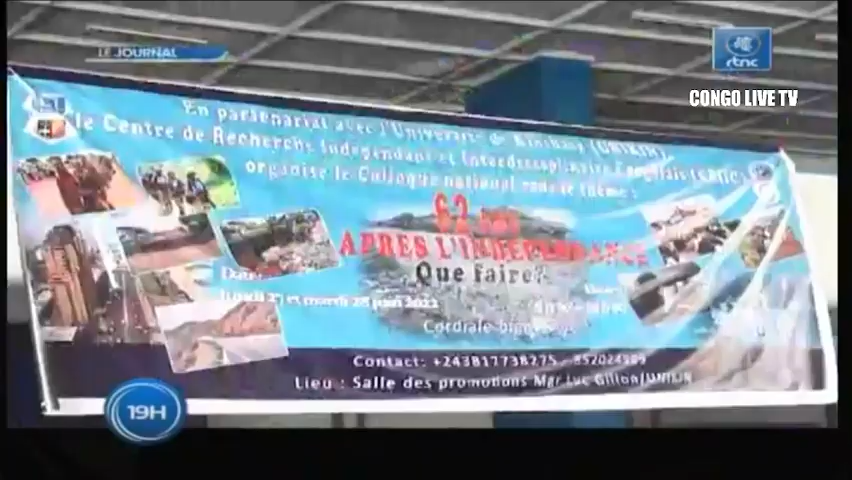 LE JOURNAL
rtnc
CONGO LIVE TV
En partenariat avec l'Université de Kinshasa (UNIKIN)
le Centre de Recherche Indépendant et Interdisciplinaire Congolais
organise le Colloque national sous le thème :
62 ans
APRES L'INDEPENDANCE
Que faire?
Date:
lundi 27 et mardi 28 juin 2022
Cordiale bienvenue
Contact: +243817738275 -
Lieu : Salle des promotions Mgr Luc Gillon/UNIKIN
19H